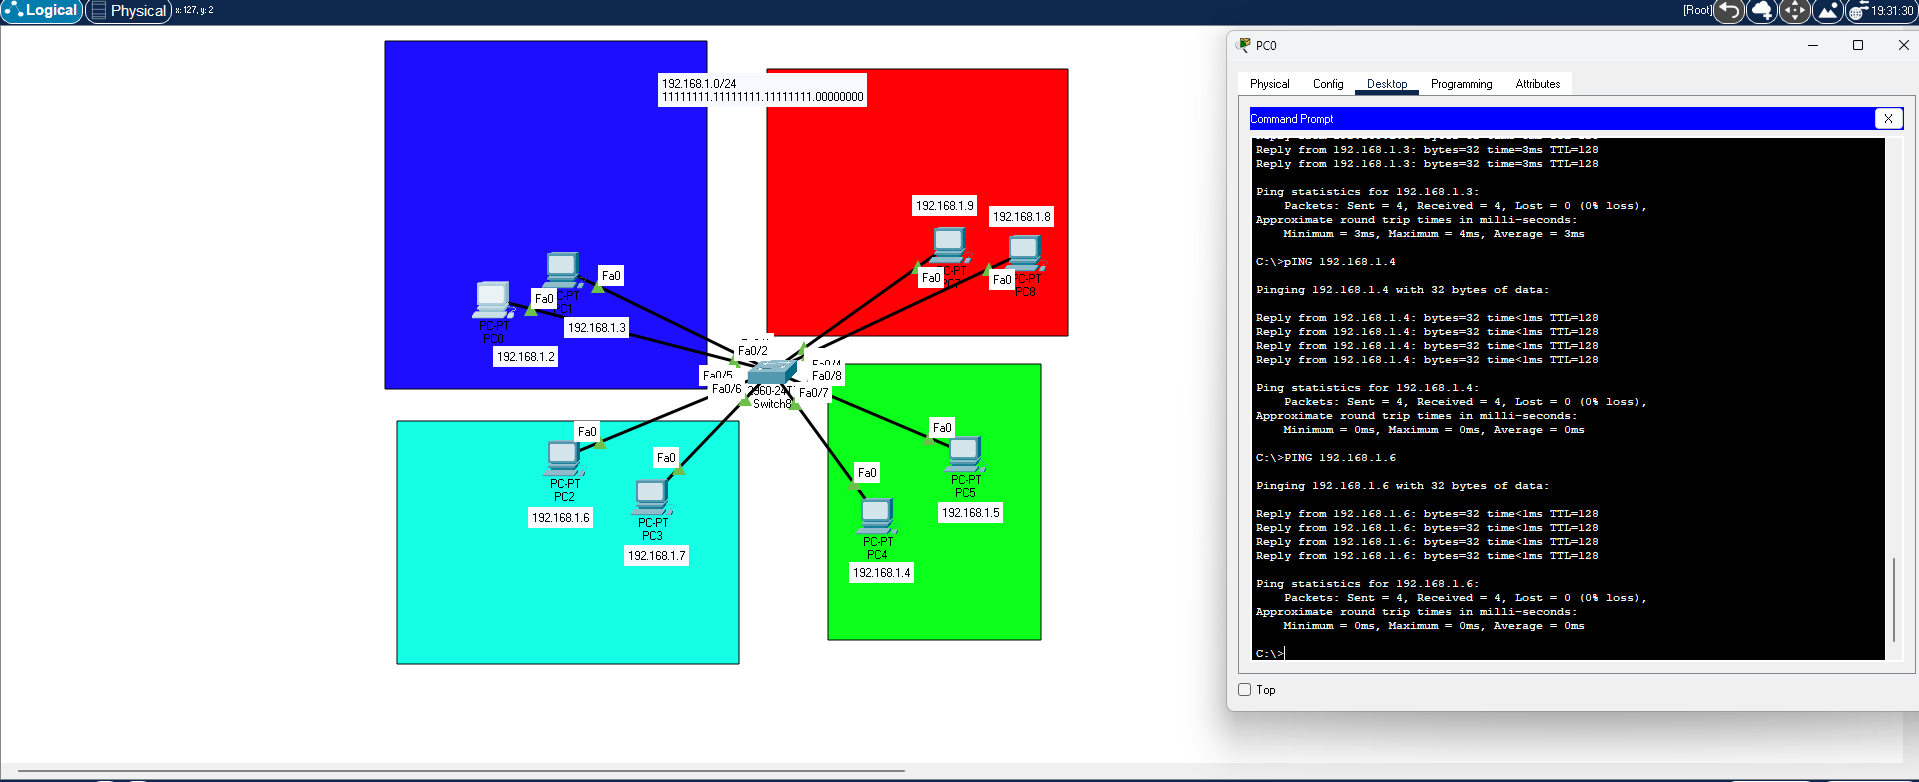 Logical
Physical
x: 127, y: 2
[Root]
19:31:30
192.168.1.0/24
11111111.11111111.11111111.00000000
192.168.1.9
192.168.1.8
Fa0
Fa0
PC8
Fa0
Fa0
PC-PT
PC0
192.168.1.3
192.168.1.2
Fa0/2
Fa0/5
Fa0/4
Fa0/8
Fa0/6
Fa0/7
Switch8
Fa0
PC-PT
PC2
192.168.1.6
Fa0
PC-PT
PC3
192.168.1.7
Fa0
PC-PT
PC5
192.168.1.5
Fa0
PC-PT
PC4
192.168.1.4
PC0
Physical
Config
Desktop
Programming
Attributes
Command Prompt
X
Reply from 192.168.1.3: bytes=32 time=3ms TTL=128
Reply from 192.168.1.3: bytes=32 time=3ms TTL=128
Ping statistics for 192.168.1.3:
Packets: Sent = 4, Received = 4, Lost = 0 (0% loss),
Approximate round trip times in milli-seconds:
Minimum = 3ms, Maximum = 4ms, Average = 3ms
C:\>pING 192.168.1.4
Pinging 192.168.1.4 with 32 bytes of data:
Reply from 192.168.1.4: bytes=32 time<1ms TTL=128
Reply from 192.168.1.4: bytes=32 time<1ms TTL=128
Reply from 192.168.1.4: bytes=32 time<1ms TTL=128
Reply from 192.168.1.4: bytes=32 time<1ms TTL=128
Ping statistics for 192.168.1.4:
Packets: Sent = 4, Received = 4, Lost = 0 (0% loss),
Approximate round trip times in milli-seconds:
Minimum = 0ms, Maximum = 0ms, Average = 0ms
C:\>PING 192.168.1.6
Pinging 192.168.1.6 with 32 bytes of data:
Reply from 192.168.1.6: bytes=32 time<1ms TTL=128
Reply from 192.168.1.6: bytes=32 time<1ms TTL=128
Reply from 192.168.1.6: bytes=32 time<1ms TTL=128
Reply from 192.168.1.6: bytes=32 time<1ms TTL=128
Ping statistics for 192.168.1.6:
Packets: Sent = 4, Received = 4, Lost = 0 (0% loss),
Approximate round trip times in milli-seconds:
Minimum = 0ms, Maximum = 0ms, Average = 0ms
C:\>
Top